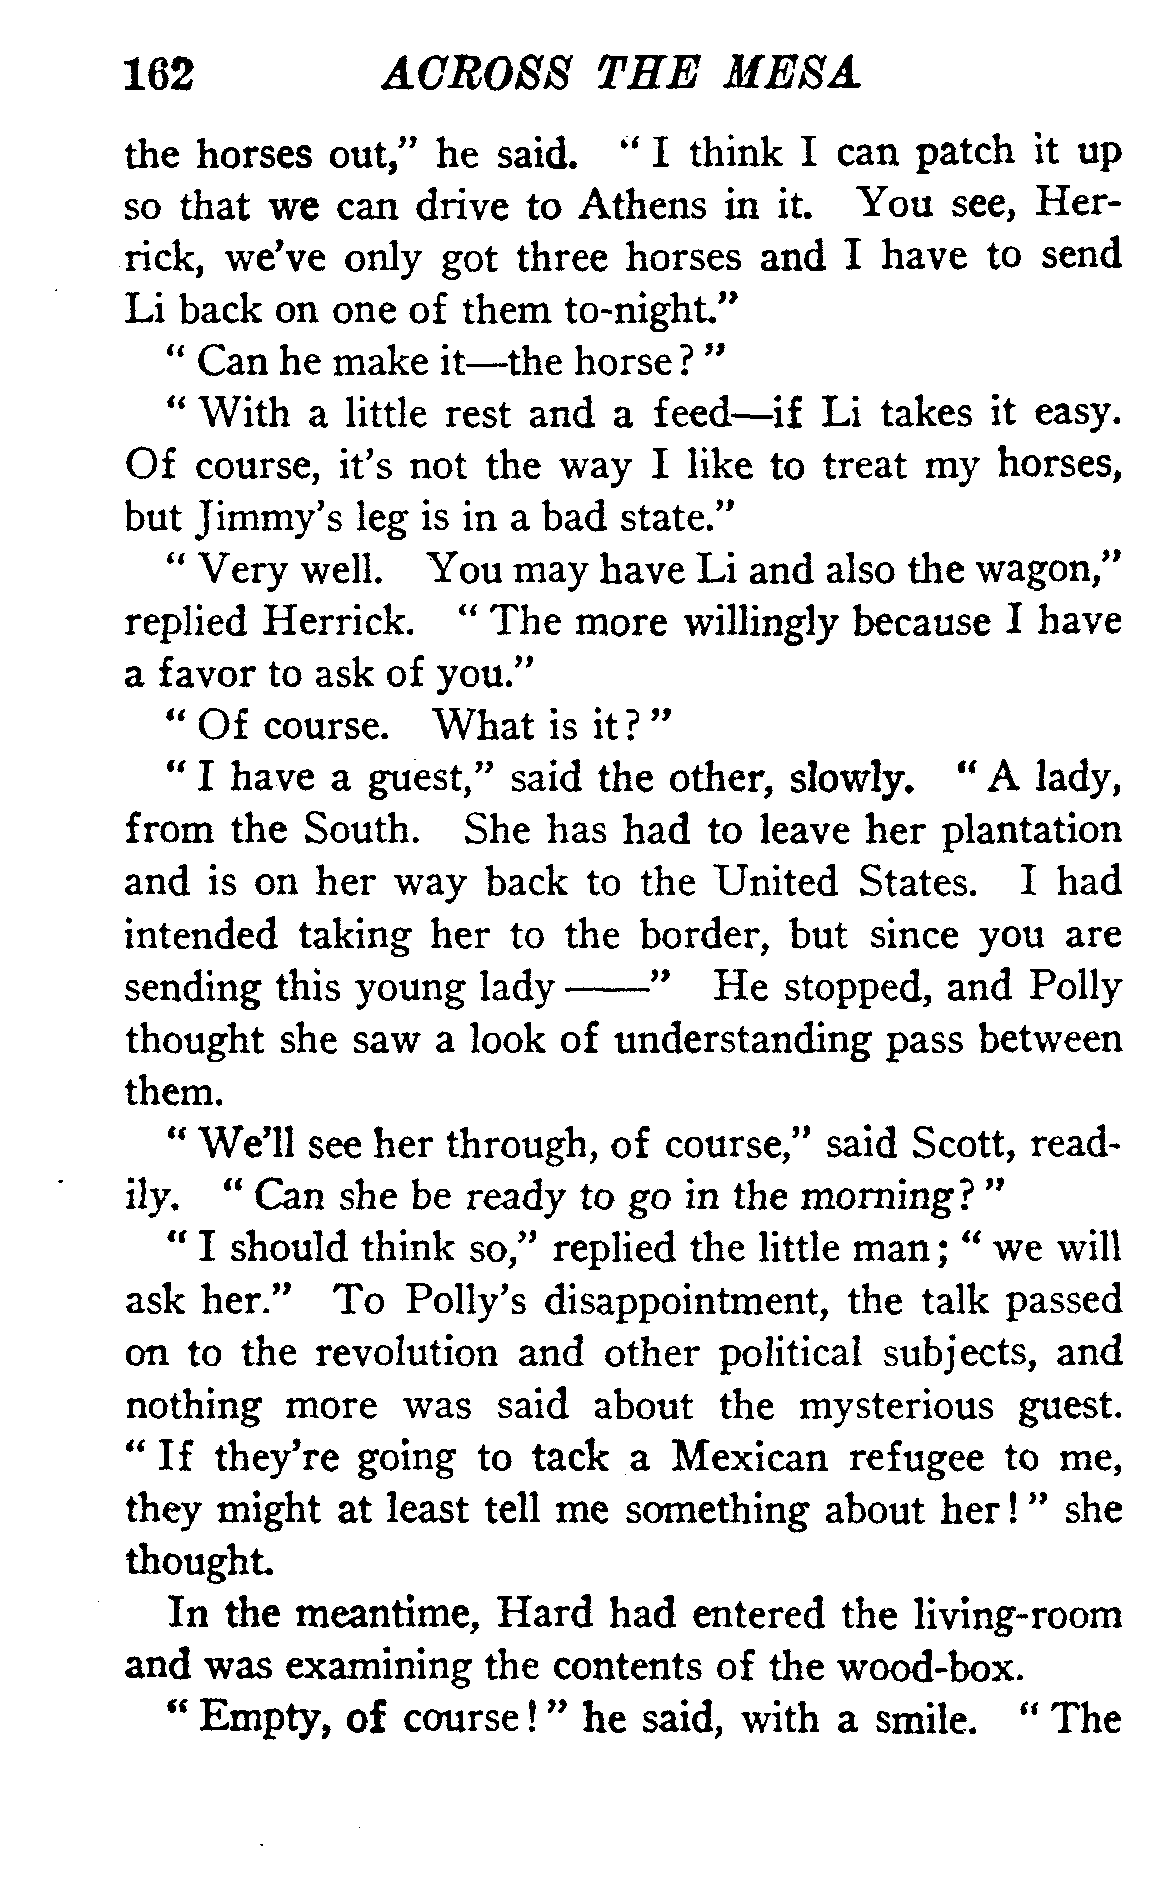 162 ACROSS THE MESA
the horses out,” he said. “ I think I can patch it up
so that we can drive to Athens in it. You see, Her-
rick, we’ve only got three horses and I have to send
Li back on one of them to-night.”
“ Can he make it—the horse? ”
“ With a little rest and a feed—if Li takes it easy.
Of course, it’s not the way I like to treat my horses,
but Jimmy’s leg is in a bad state.”
“ Very well. You may have Li and also the wagon,”
replied Herrick. “ The more willingly because I have
a favor to ask of you.”
“ Of course. What is it? ”
“ I have a guest,” said the other, slowly. “ A lady,
from the South. She has had to leave her plantation
and is on her way back to the United States. I had
intended taking her to the border, but since you are
sending this young lady ——” He stopped, and Polly
thought she saw a look of understanding pass between
them.
“ We’ll see her through, of course,” said Scott, read-
ily. “ Can she be ready to go in the morning? ”
“ I should think so,” replied the little man; “ we will
ask her.” To Polly’s disappointment, the talk passed
on to the revolution and other political subjects, and
nothing more was said about the mysterious guest.
“ If they’re going to tack a Mexican refugee to me,
they might at least tell me something about her! ” she
thought.
In the meantime, Hard had entered the living-room
and was examining the contents of the wood-box.
“ Empty, of course! ” he said, with a smile. “ The